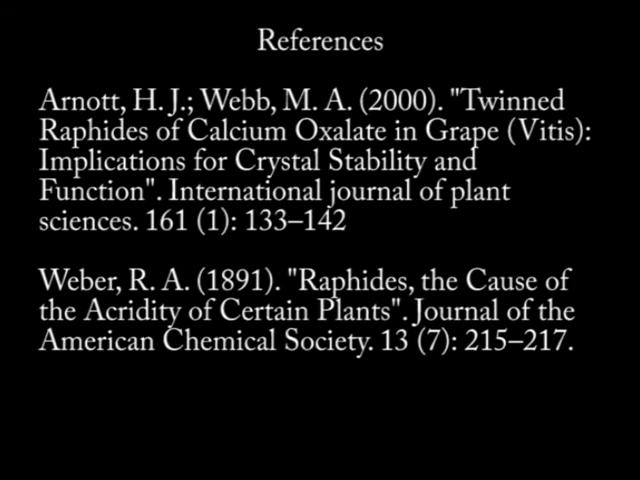 References
Arnott, H. J.; Webb, M. A. (2000). "Twinned
Raphides of Calcium Oxalate in Grape (Vitis):
Implications for Crystal Stability and
Function". International journal of plant
sciences. 161 (1): 133–142
Weber, R. A. (1891). "Raphides, the Cause of
the Acridity of Certain Plants". Journal of the
American Chemical Society. 13 (7): 215–217.